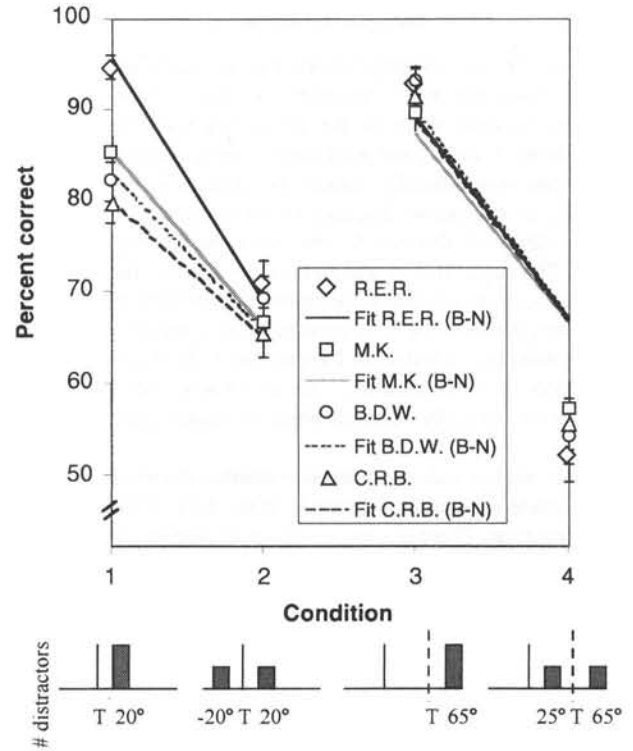 100
90
80
70
60
50
Percent correct
R.E.R.
Fit R.E.R. (B-N)
M.K.
Fit M.K. (B-N)
B.D.W.
Fit B.D.W. (B-N)
C.R.B.
Fit C.R.B. (B-N)
1 2 3 4
Condition
# distractors
T 20° -20° T 20° T 65° 25° T 65°